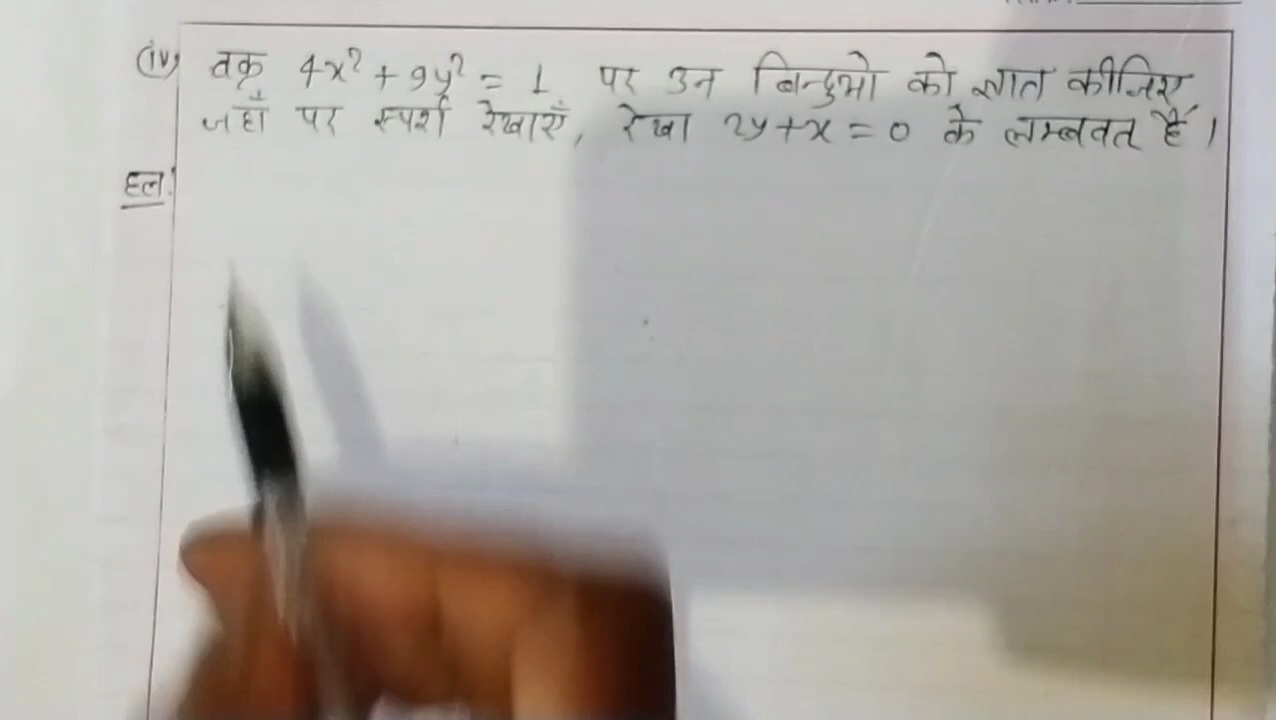 (iv) वक्र 4x² + 9y² = 1 पर उन बिन्दुओ को ज्ञात कीजिए
जहाँ पर स्पर्श रेखाएँ, रेखा 2y+x=0 के लम्बवत हैं।
हल: